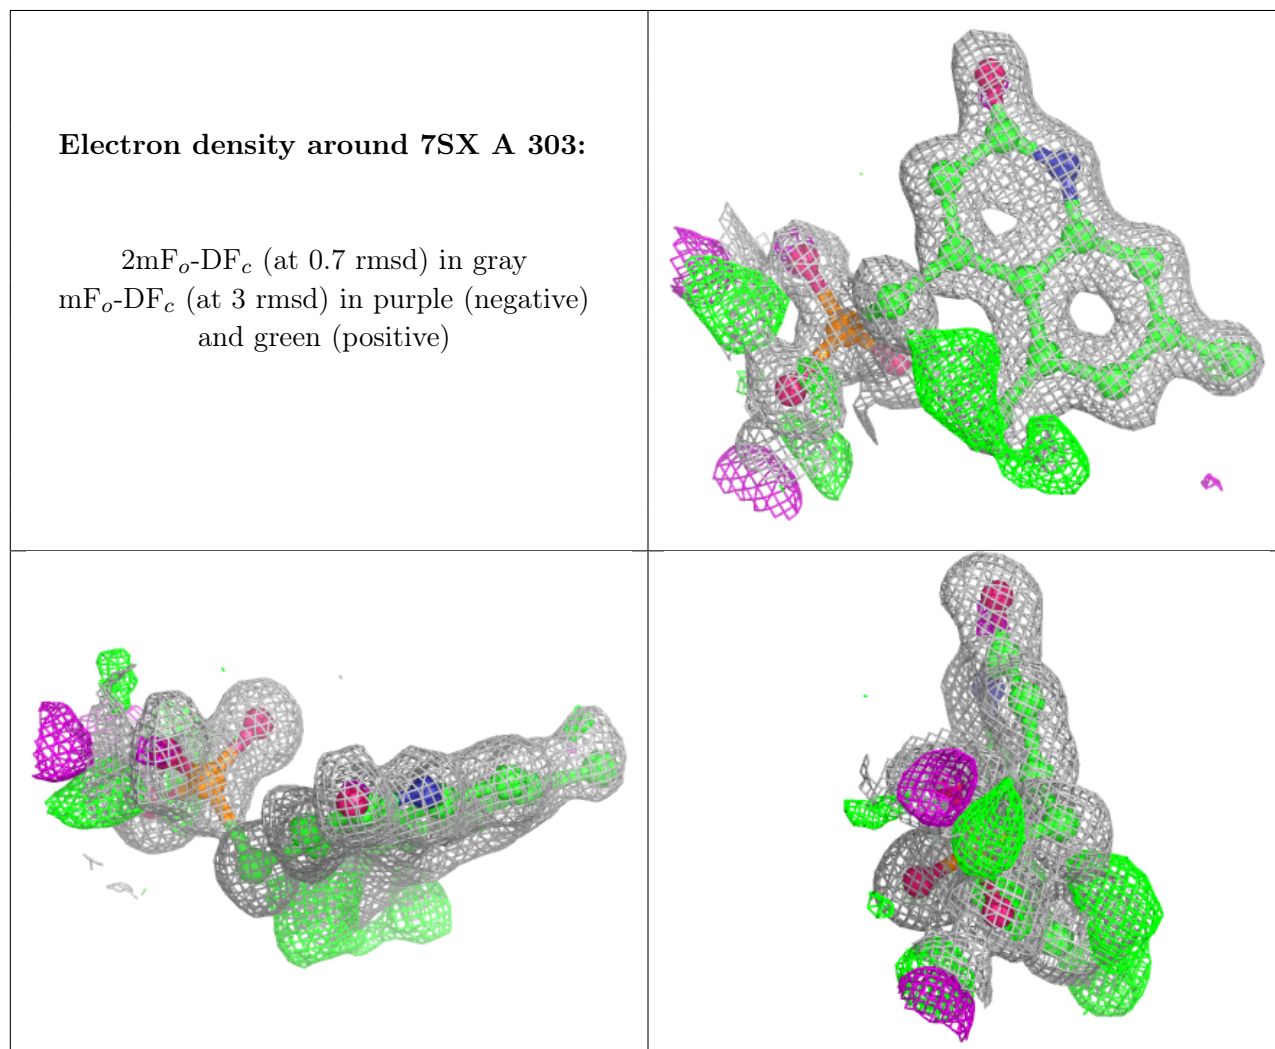 Electron density around 7SX A 303:
2mFo-DFc (at 0.7 rmsd) in gray
mFo-DFc (at 3 rmsd) in purple (negative)
and green (positive)